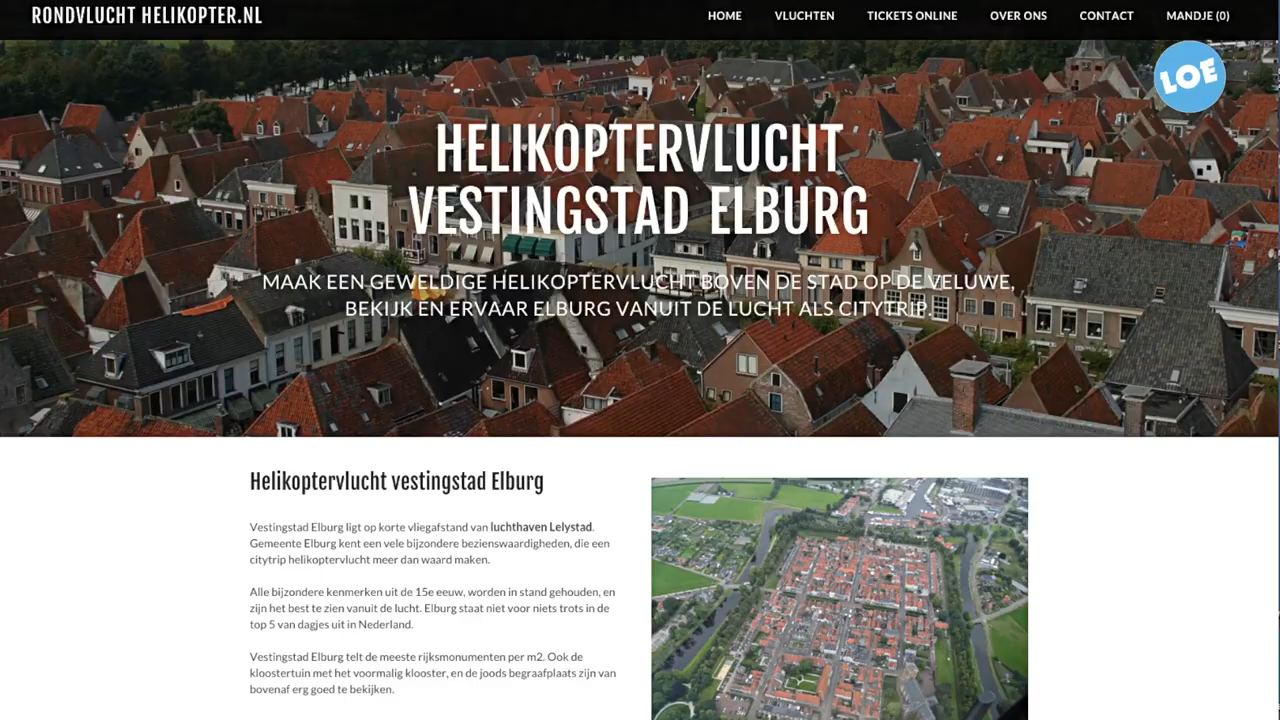 RONDVLUCHT HELIKOPTER.NL
HOME VLUCHTEN TICKETS ONLINE OVER ONS CONTACT MANDJE (0)
LOE
HELIKOPTERVLUCHT
VESTINGSTAD ELBURG
MAAK EEN GEWELDIGE HELIKOPTERVLUCHT BOVEN DE STAD OP DE VELUWE,
BEKIJK EN ERVAAR ELBURG VANUIT DE LUCHT ALS CITYTRIP.
Helikoptervlucht vestingstad Elburg
Vestingstad Elburg ligt op korte vliegafstand van luchthaven Lelystad.
Gemeente Elburg kent een vele bijzondere bezienswaardigheden, die een
citytrip helikoptervlucht meer dan waard maken.
Alle bijzondere kenmerken uit de 15e eeuw, worden in stand gehouden, en
zijn het best te zien vanuit de lucht. Elburg staat niet voor niets trots in de
top 5 van dagjes uit in Nederland.
Vestingstad Elburg telt de meeste rijksmonumenten per m2. Ook de
kloostertuin met het voormalig klooster, en de joods begraafplaats zijn van
bovenaf erg goed te bekijken.